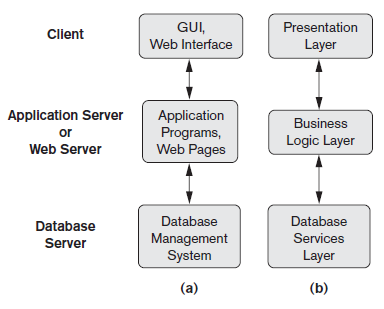 Client
GUI,
Web Interface
Presentation
Layer
Application Server
or
Web Server
Application
Programs,
Web Pages
Business
Logic Layer
Database
Server
Database
Management
System
Database
Services
Layer
(a)
(b)